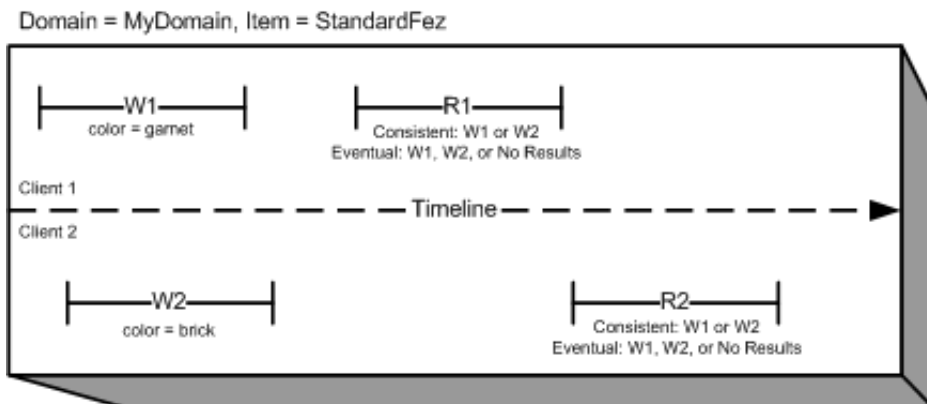 Domain = MyDomain, Item = StandardFez
W1
color = garnet
R1
Consistent: W1 or W2
Eventual: W1, W2, or No Results
Client 1
Timeline
Client 2
W2
color = brick
R2
Consistent: W1 or W2
Eventual: W1, W2, or No Results